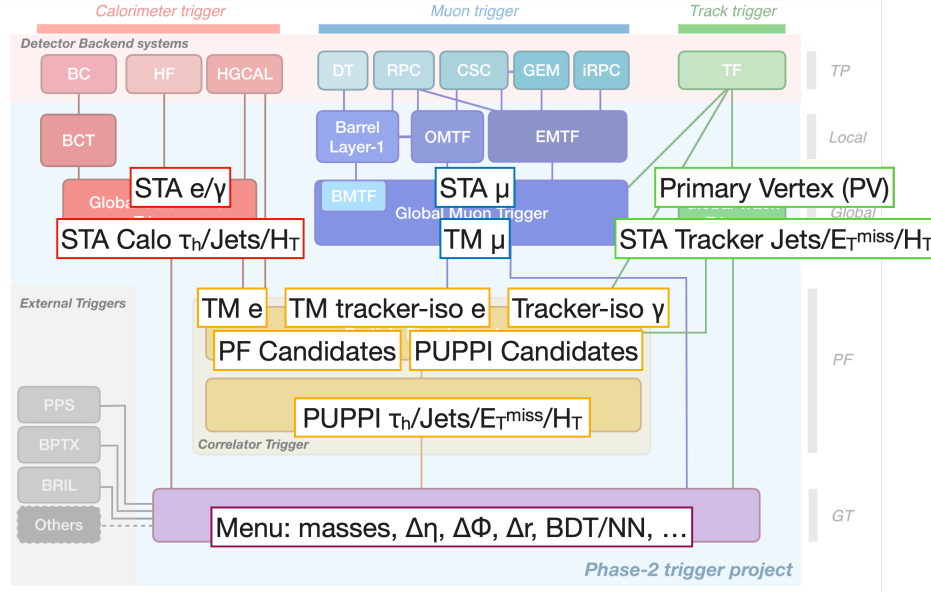 Calorimeter trigger
Muon trigger
Track trigger
Detector Backend systems
BC
HF
HGCAL
DT
RPC
CSC
GEM
iRPC
TF
TP
BCT
Barrel
Layer-1
OMTF
EMTF
Local
STA e/γ
STA μ
Primary Vertex (PV)
BMTF
Global Muon Trigger
Global
STA Calo τh/Jets/HT
TM μ
STA Tracker Jets/ETmiss/HT
External Triggers
TM e
TM tracker-iso e
Tracker-iso γ
PF Candidates
PUPPI Candidates
PF
PPS
PUPPI τh/Jets/ETmiss/HT
BPTX
Correlator Trigger
BRIL
Others
Menu: masses, Δη, ΔΦ, Δr, BDT/NN, …
GT
Phase-2 trigger project